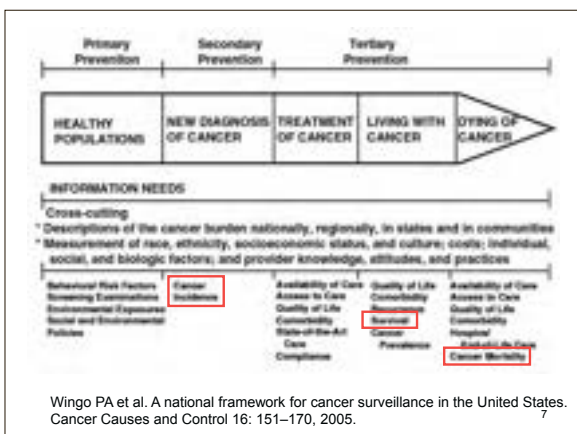 Primary Prevention
Secondary Prevention
Tertiary Prevention
HEALTHY POPULATIONS
NEW DIAGNOSIS OF CANCER
TREATMENT OF CANCER
LIVING WITH CANCER
DYING OF CANCER
INFORMATION NEEDS
Cross-cutting
* Descriptions of the cancer burden nationally, regionally, in states and in communities
* Measurement of race, ethnicity, socioeconomic status, and culture; costs; individual,
social, and biologic factors; and provider knowledge, attitudes, and practices
Behavioral Risk Factors
Screening Examinations
Environmental Exposures
Social and Environmental
Policies
Cancer
Incidence
Availability of Care
Access to Care
Quality of Life
Comorbidity
State-of-the-Art
Care
Compliance
Quality of Life
Comorbidity
Recurrence
Survival
Cancer
Prevalence
Availability of Care
Access to Care
Quality of Life
Comorbidity
Hospital
End-of-Life Care
Cancer Mortality
Wingo PA et al. A national framework for cancer surveillance in the United States.
Cancer Causes and Control 16: 151–170, 2005.
7